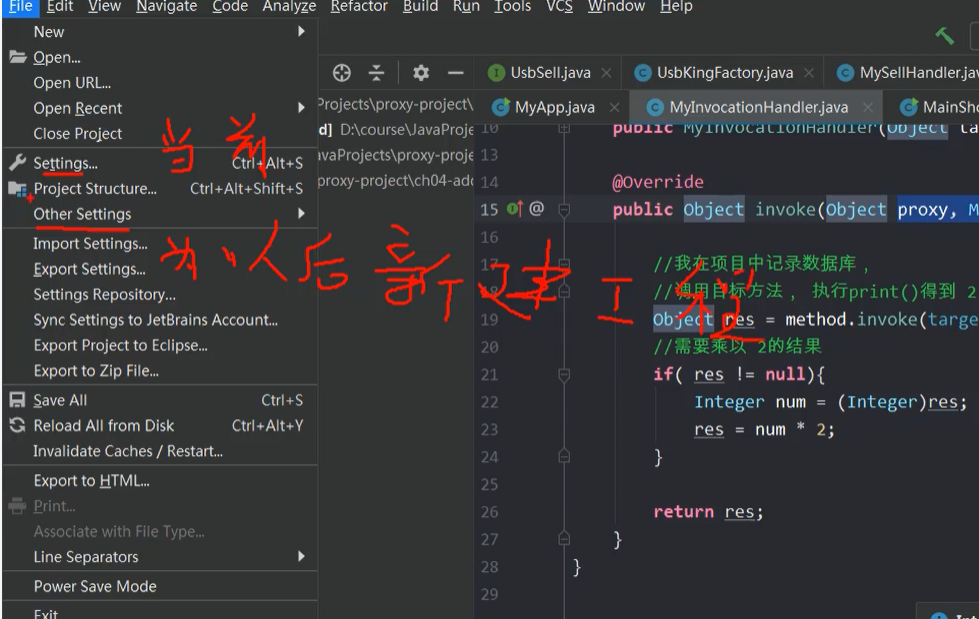 File Edit View Navigate Code Analyze Refactor Build Run Tools VCS Window Help
New
Open...
Open URL...
Open Recent
Close Project
Settings... Ctrl+Alt+S
Project Structure... Ctrl+Alt+Shift+S
Other Settings
Import Settings...
Export Settings...
Settings Repository...
Sync Settings to JetBrains Account...
Export Project to Eclipse...
Export to Zip File...
Save All Ctrl+S
Reload All from Disk Ctrl+Alt+Y
Invalidate Caches / Restart...
Export to HTML...
Print...
Associate with File Type...
Line Separators
Power Save Mode
Exit
当前
为以后新建工程
UsbSell.java UsbKingFactory.java MySellHandler.jav
MyApp.java MyInvocationHandler.java MainSho
Projects\proxy-project\
d] D:\course\JavaProje
avaProjects\proxy-proje
proxy-project\ch04-add
10 public MyInvocationHandler(Object ta
13
14 @Override
15 public Object invoke(Object proxy, M
16
17 //我在项目中记录数据库，
18 //调用目标方法， 执行print()得到 2
19 Object res = method.invoke(targe
20 //需要乘以 2的结果
21 if( res != null){
22 Integer num = (Integer)res;
23 res = num * 2;
24 }
25
26 return res;
27 }
28 }
29